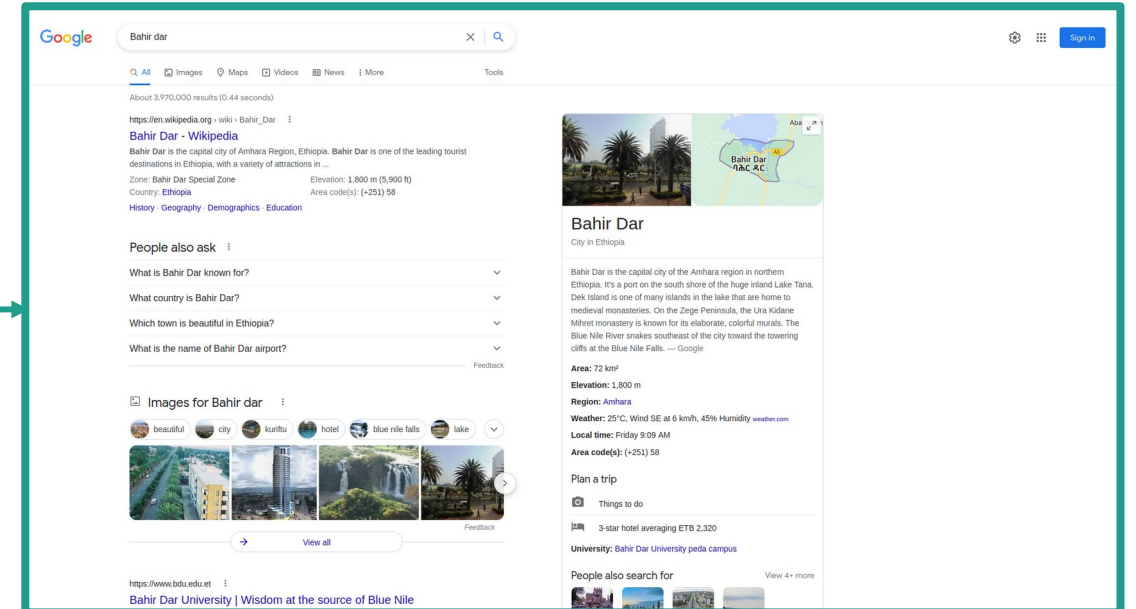 Google
Bahir dar
Sign in
All Images Maps Videos News More Tools
About 3.970.000 results (0.44 seconds)
https://en.wikipedia.org › wiki › Bahir_Dar
Bahir Dar - Wikipedia
Bahir Dar is the capital city of Amhara Region, Ethiopia. Bahir Dar is one of the leading tourist
destinations in Ethiopia, with a variety of attractions in ...
Zone: Bahir Dar Special Zone Elevation: 1,800 m (5,900 ft)
Country: Ethiopia Area code(s): (+251) 58
History · Geography · Demographics · Education
People also ask
What is Bahir Dar known for?
What country is Bahir Dar?
Which town is beautiful in Ethiopia?
What is the name of Bahir Dar airport?
Feedback
Images for Bahir dar
beautiful city kuriftu hotel blue nile falls lake
Feedback
View all
https://www.bdu.edu.et
Bahir Dar University | Wisdom at the source of Blue Nile
A3
Bahir Dar
ባሕር ዳር
Bahir Dar
City in Ethiopia
Bahir Dar is the capital city of the Amhara region in northern
Ethiopia. It's a port on the south shore of the huge inland Lake Tana.
Dek Island is one of many islands in the lake that are home to
medieval monasteries. On the Zege Peninsula, the Ura Kidane
Mihret monastery is known for its elaborate, colorful murals. The
Blue Nile River snakes southeast of the city toward the towering
cliffs at the Blue Nile Falls. — Google
Area: 72 km²
Elevation: 1,800 m
Region: Amhara
Weather: 25°C, Wind SE at 6 km/h, 45% Humidity weather.com
Local time: Friday 9:09 AM
Area code(s): (+251) 58
Plan a trip
Things to do
3-star hotel averaging ETB 2,320
University: Bahir Dar University peda campus
People also search for View 4+ more